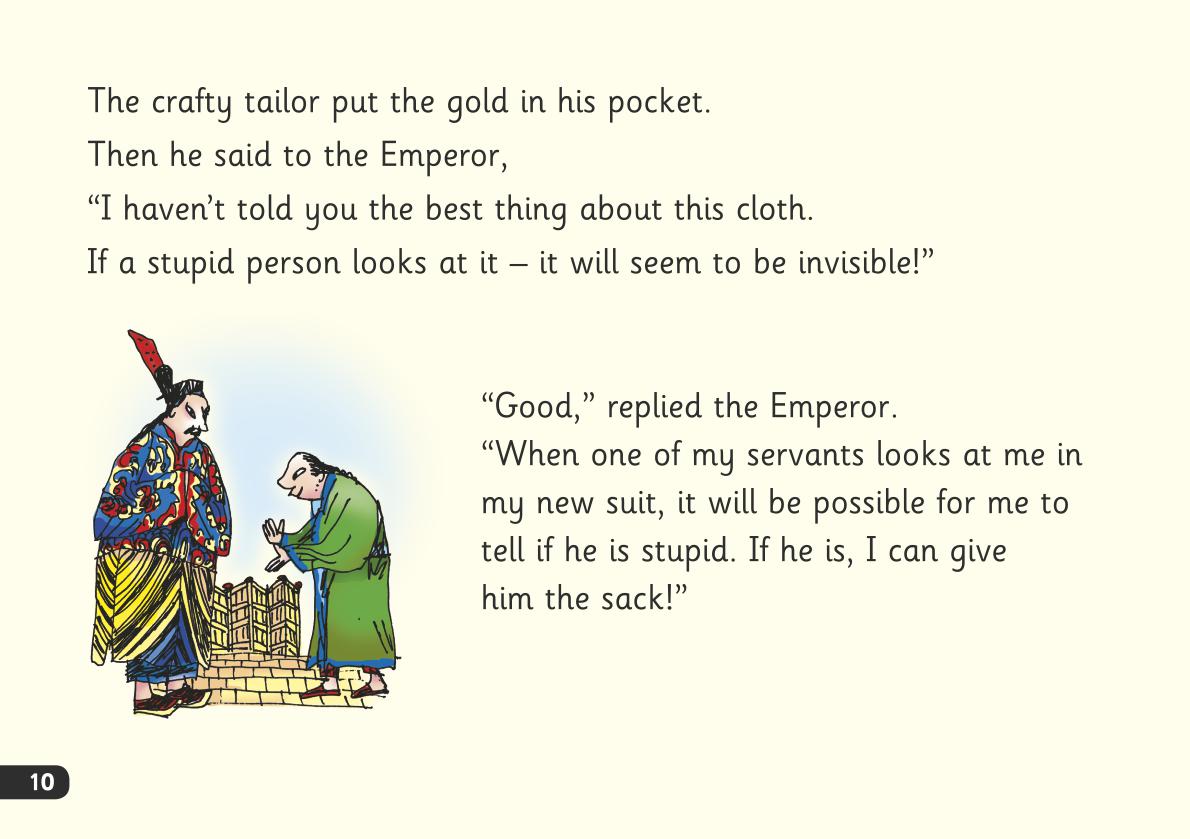 The crafty tailor put the gold in his pocket.
Then he said to the Emperor,
“I haven’t told you the best thing about this cloth.
If a stupid person looks at it – it will seem to be invisible!”
“Good,” replied the Emperor.
“When one of my servants looks at me in
my new suit, it will be possible for me to
tell if he is stupid. If he is, I can give
him the sack!”
10